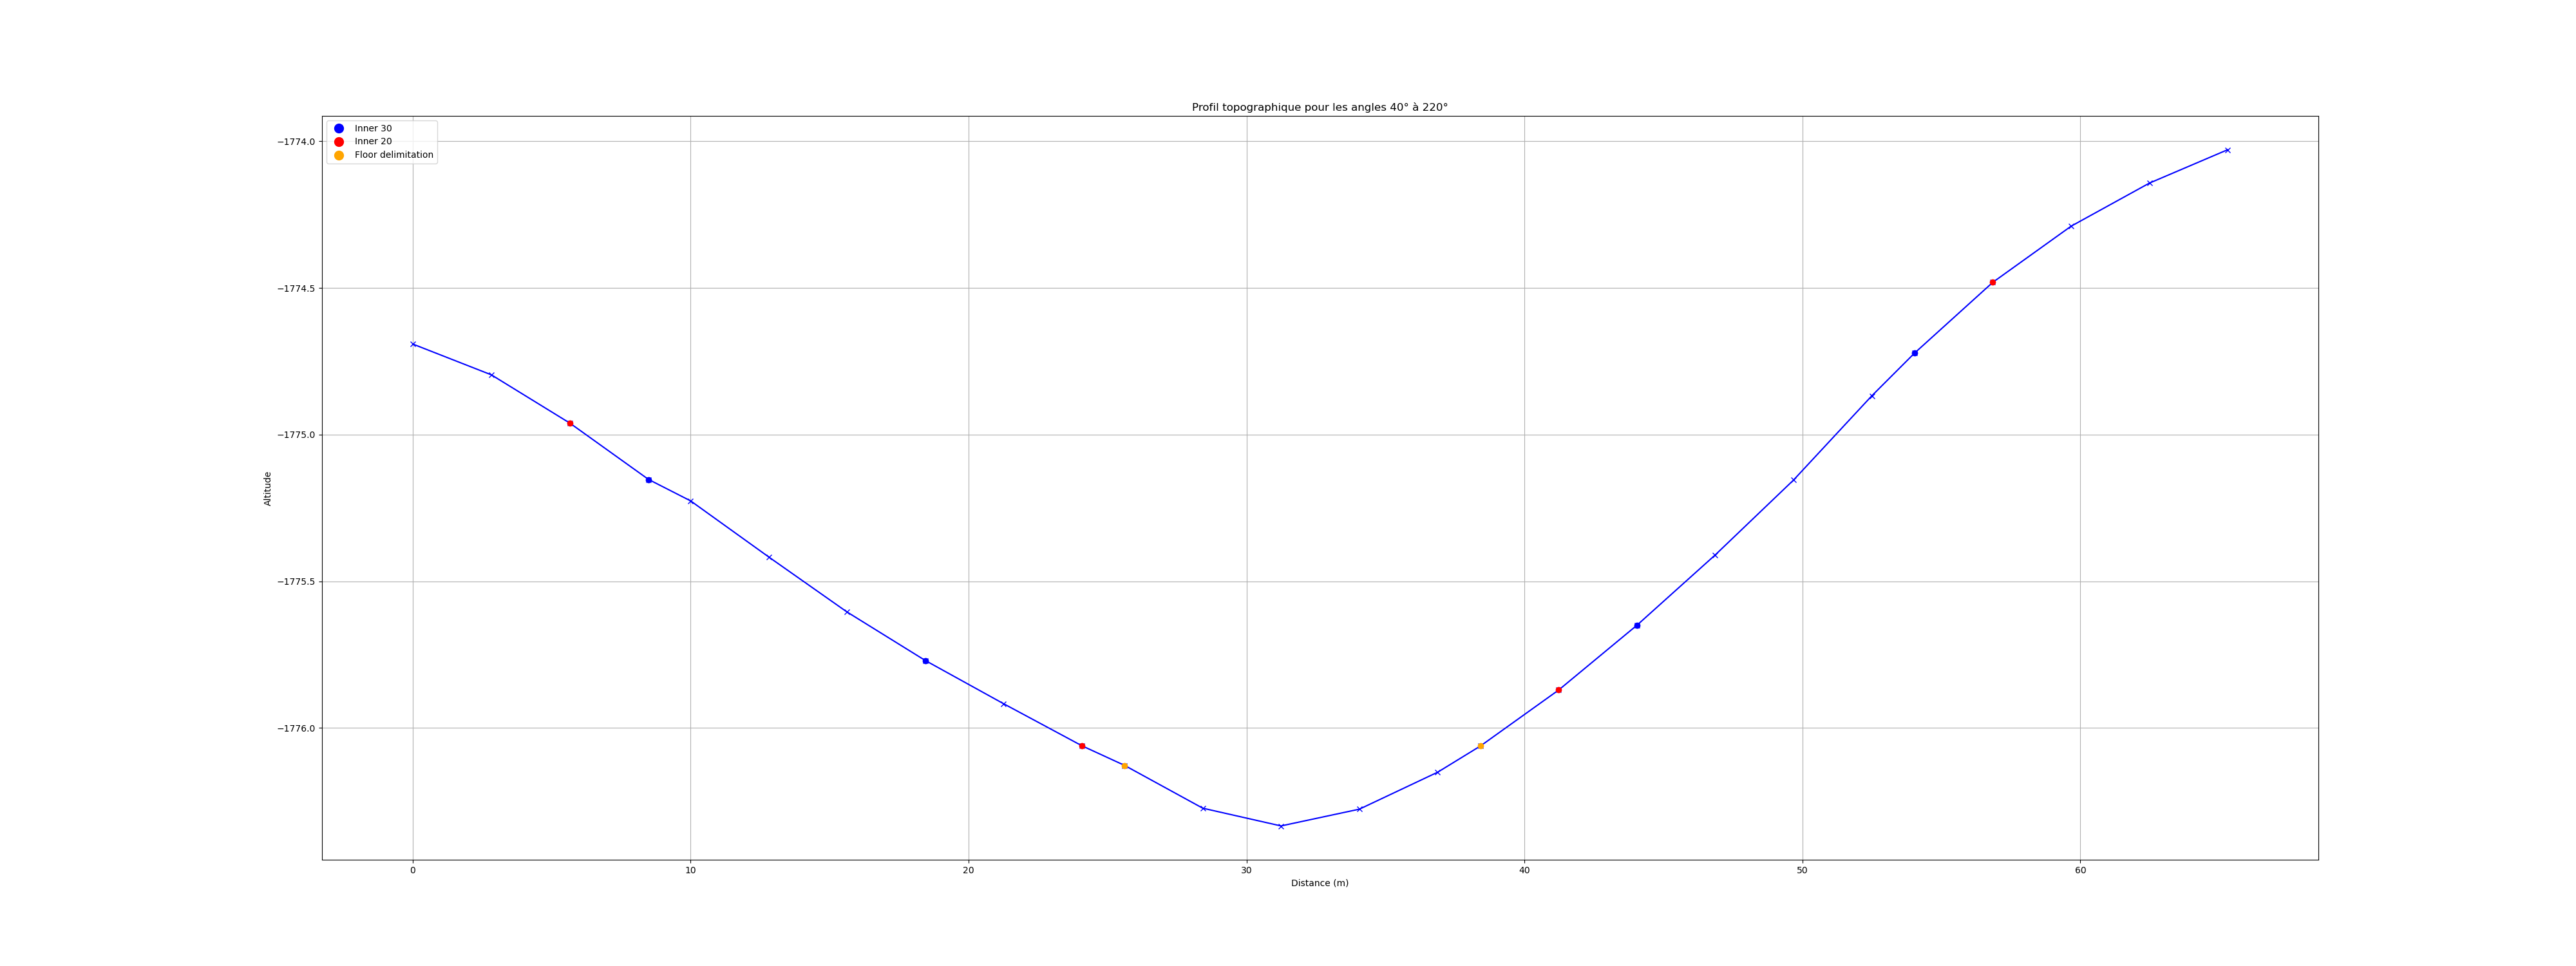 Profil topographique pour les angles 40° à 220°
Inner 30
Inner 20
Floor delimitation
−1774.0
−1774.5
−1775.0
−1775.5
−1776.0
Altitude
0 10 20 30 40 50 60
Distance (m)